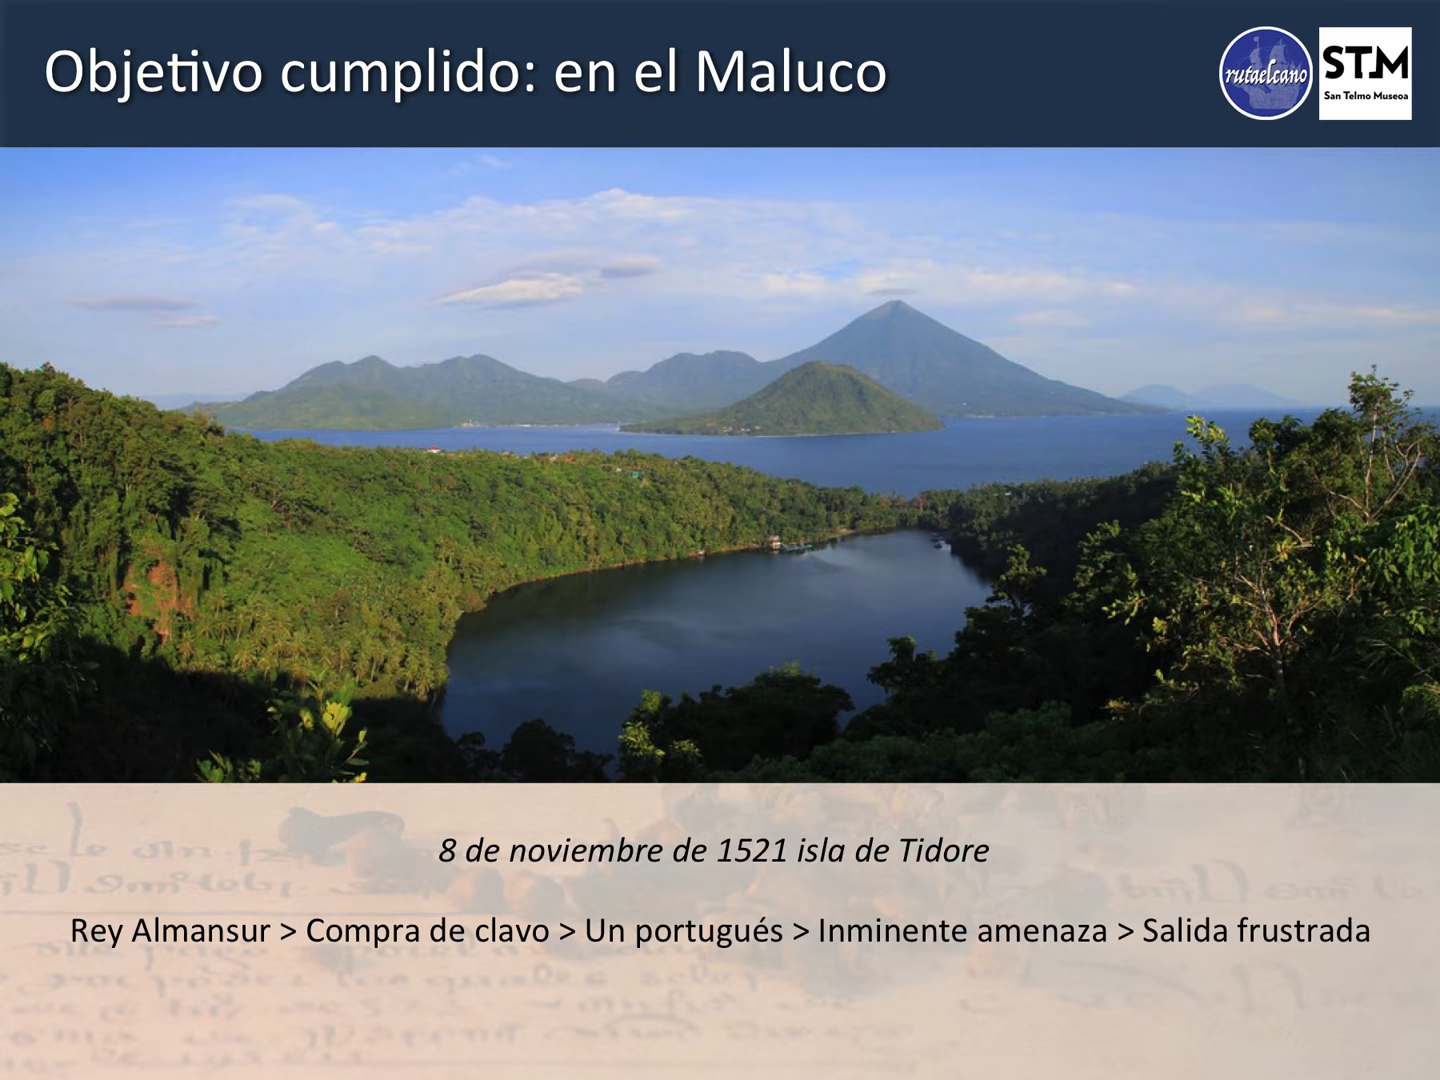 Objetivo cumplido: en el Maluco
rutaelcano
STM
San Telmo Museoa
8 de noviembre de 1521 isla de Tidore
Rey Almansur > Compra de clavo > Un portugués > Inminente amenaza > Salida frustrada